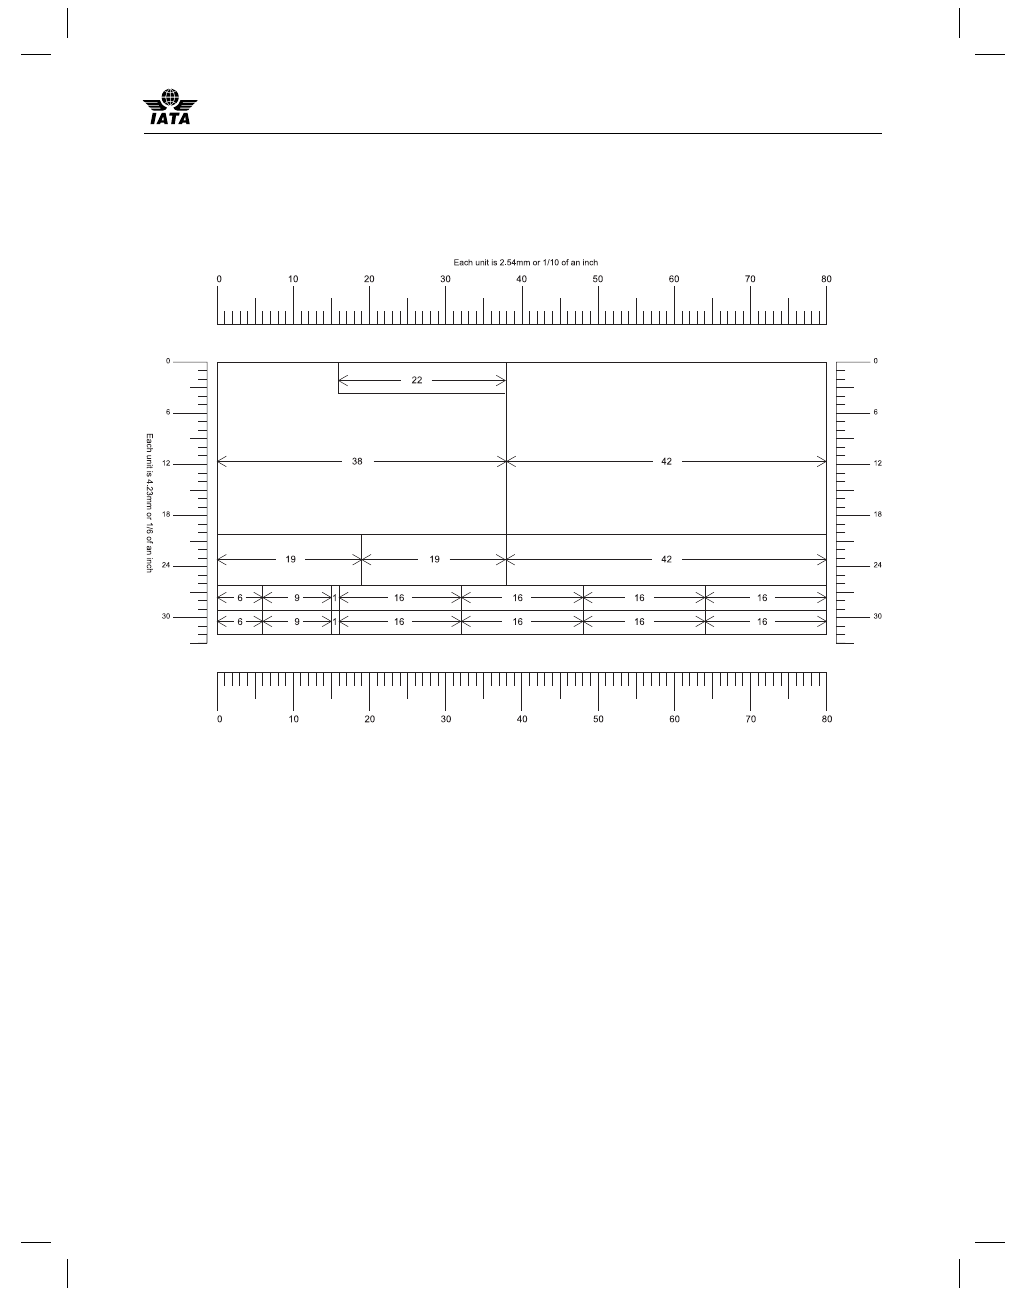 IATA
Each unit is 2.54mm or 1/10 of an inch
0 10 20 30 40 50 60 70 80
0 0
22
6 6
Each unit is 4.23mm or 1/6 of an inch
12 38 42 12
18 18
19 19 42
24 24
6 9 1 16 16 16 16
30 6 9 1 16 16 16 16 30
0 10 20 30 40 50 60 70 80